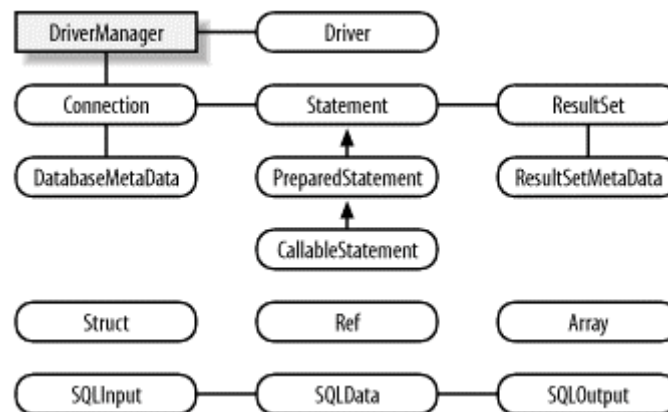 DriverManager
Driver
Connection
Statement
ResultSet
DatabaseMetaData
PreparedStatement
ResultSetMetaData
CallableStatement
Struct
Ref
Array
SQLInput
SQLData
SQLOutput